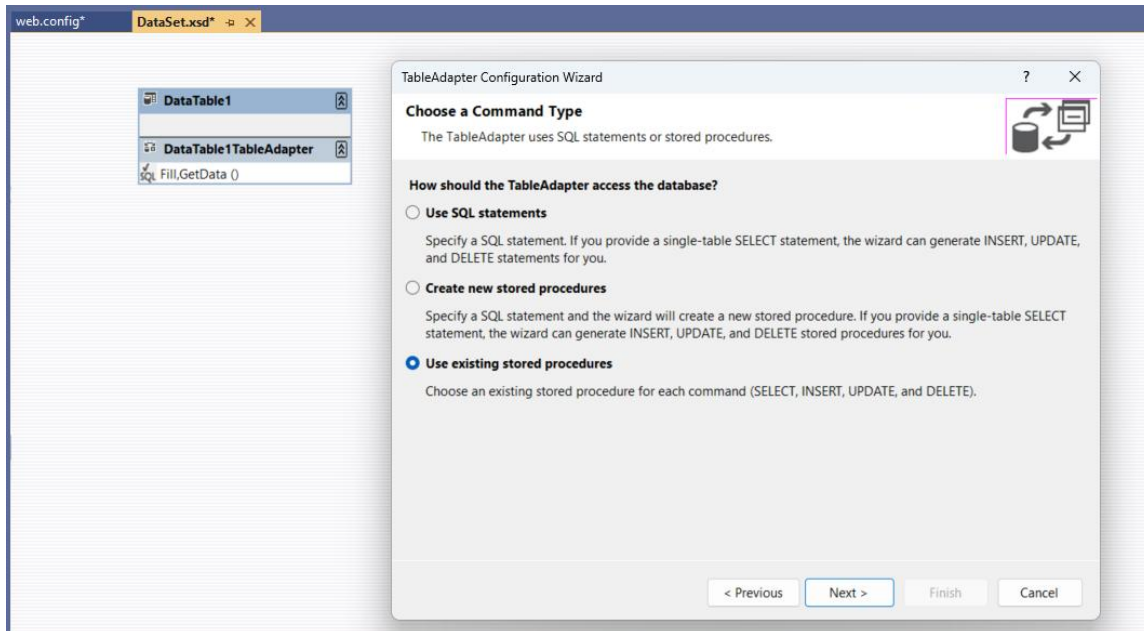 web.config*
DataSet.xsd*
DataTable1
DataTable1TableAdapter
SQL Fill,GetData ()
TableAdapter Configuration Wizard
?
Choose a Command Type
The TableAdapter uses SQL statements or stored procedures.
How should the TableAdapter access the database?
Use SQL statements
Specify a SQL statement. If you provide a single-table SELECT statement, the wizard can generate INSERT, UPDATE,
and DELETE statements for you.
Create new stored procedures
Specify a SQL statement and the wizard will create a new stored procedure. If you provide a single-table SELECT
statement, the wizard can generate INSERT, UPDATE, and DELETE stored procedures for you.
Use existing stored procedures
Choose an existing stored procedure for each command (SELECT, INSERT, UPDATE, and DELETE).
< Previous
Next >
Finish
Cancel